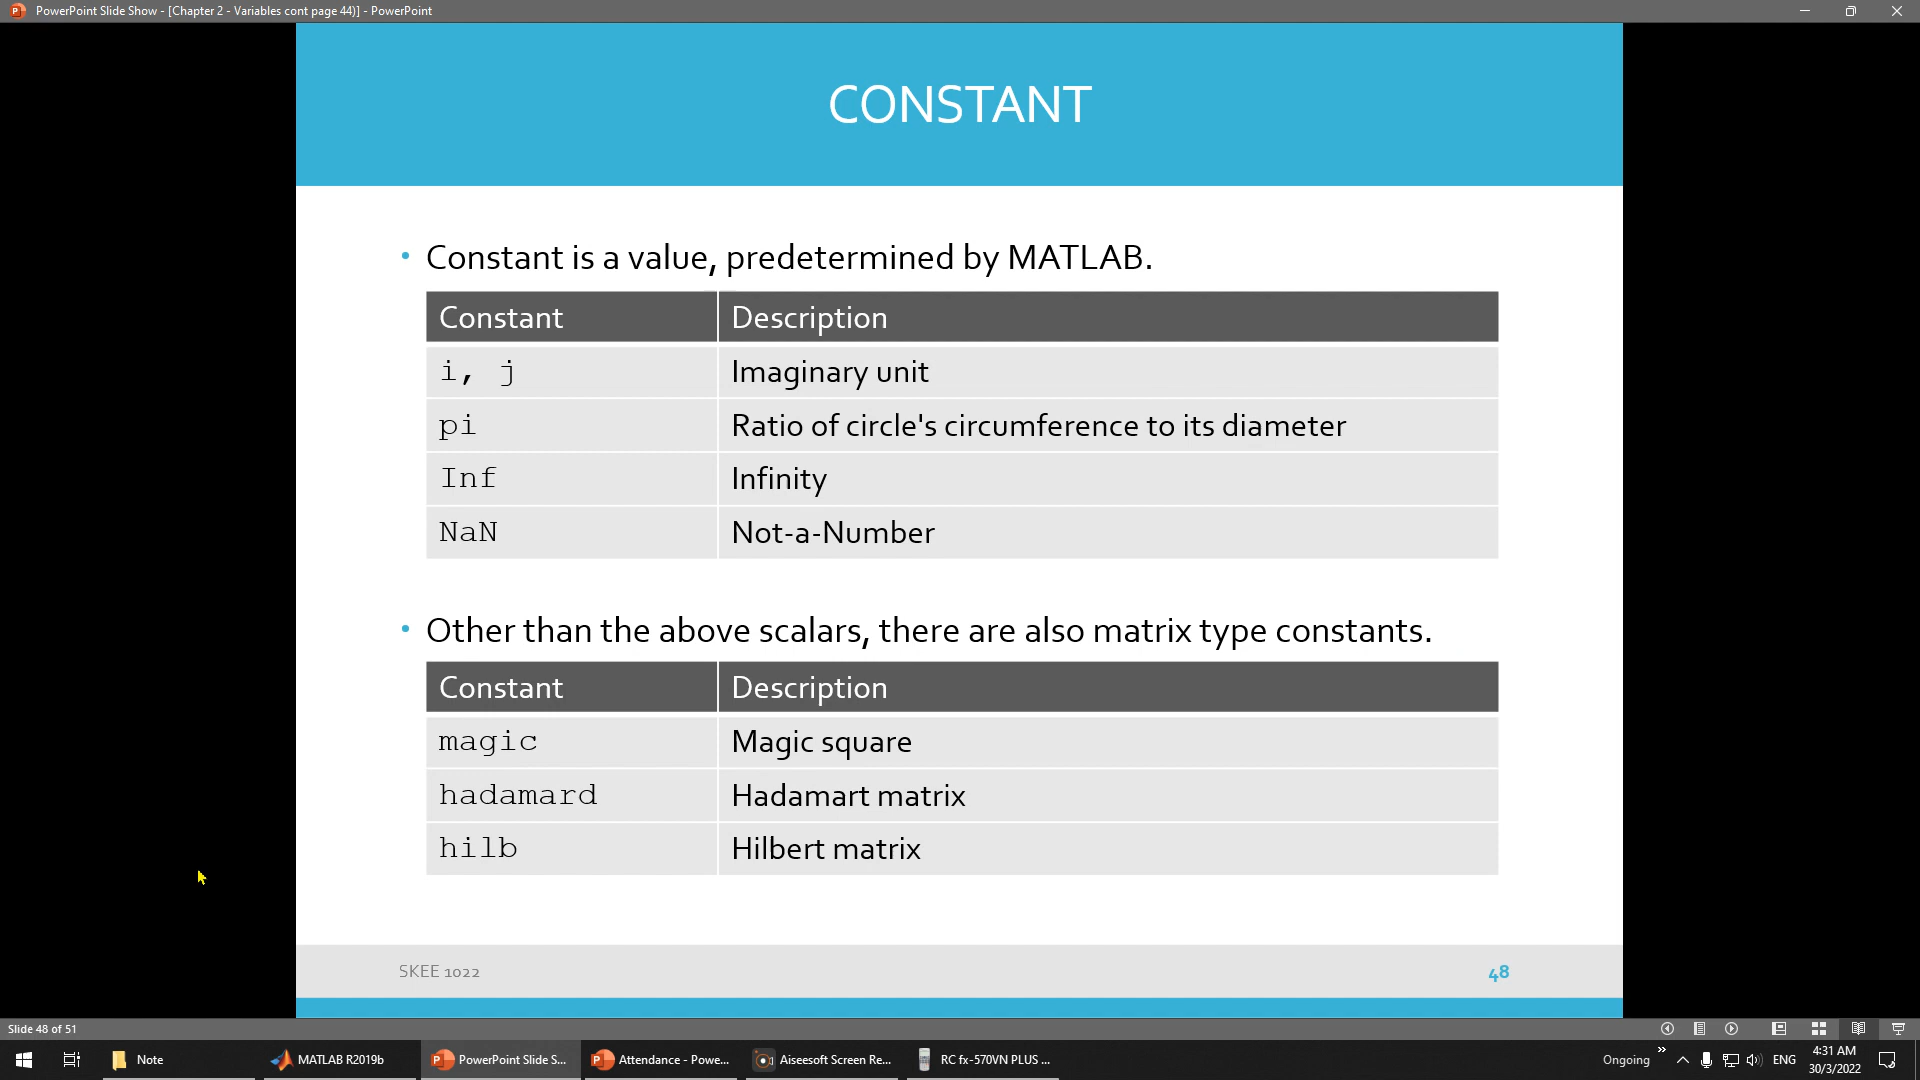 PowerPoint Slide Show - [Chapter 2 - Variables cont page 44)] - PowerPoint
CONSTANT
• Constant is a value, predetermined by MATLAB.
Constant Description
i, j Imaginary unit
pi Ratio of circle's circumference to its diameter
Inf Infinity
NaN Not-a-Number
• Other than the above scalars, there are also matrix type constants.
Constant Description
magic Magic square
hadamard Hadamart matrix
hilb Hilbert matrix
SKEE 1022 48
Slide 48 of 51
Note MATLAB R2019b PowerPoint Slide S... Attendance - Powe... Aiseesoft Screen Re... RC fx-570VN PLUS ... Ongoing ENG 4:31 AM
30/3/2022